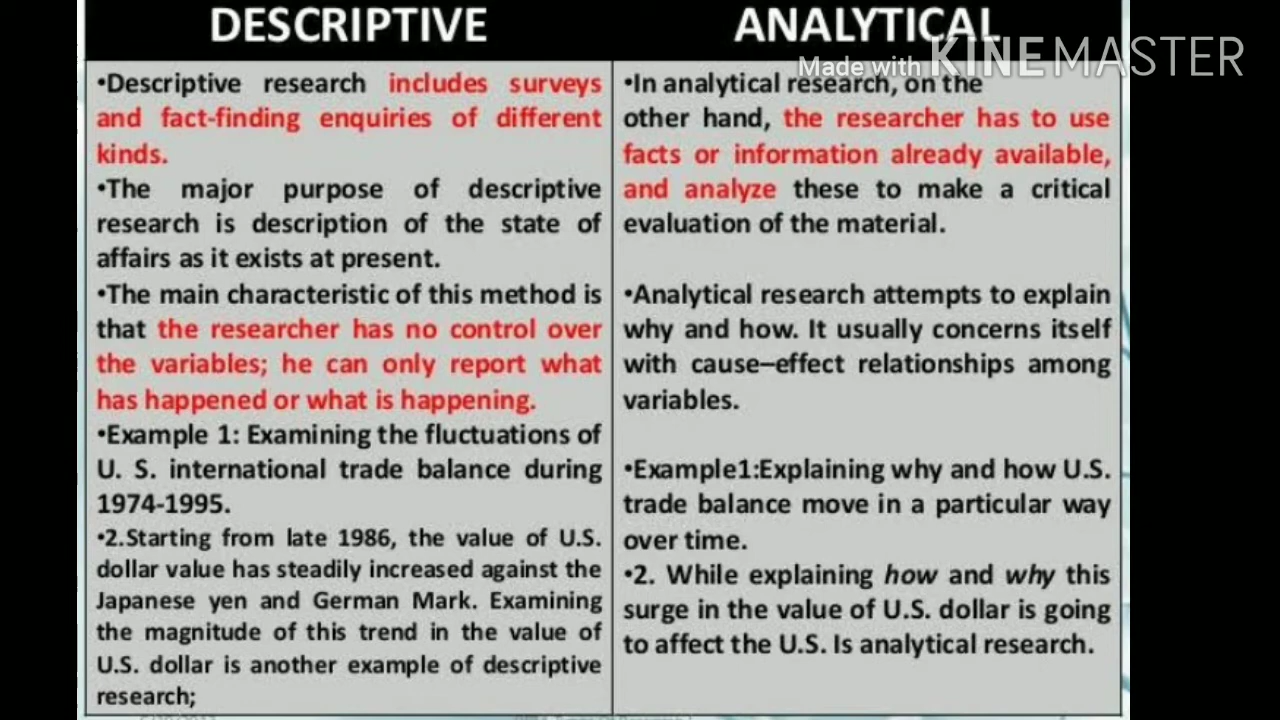 DESCRIPTIVE
ANALYTICAL
Made with KINEMASTER
•Descriptive research includes surveys
and fact-finding enquiries of different
kinds.
•The major purpose of descriptive
research is description of the state of
affairs as it exists at present.
•The main characteristic of this method is
that the researcher has no control over
the variables; he can only report what
has happened or what is happening.
•Example 1: Examining the fluctuations of
U. S. international trade balance during
1974-1995.
•2.Starting from late 1986, the value of U.S.
dollar value has steadily increased against the
Japanese yen and German Mark. Examining
the magnitude of this trend in the value of
U.S. dollar is another example of descriptive
research;
•In analytical research, on the
other hand, the researcher has to use
facts or information already available,
and analyze these to make a critical
evaluation of the material.
•Analytical research attempts to explain
why and how. It usually concerns itself
with cause–effect relationships among
variables.
•Example1:Explaining why and how U.S.
trade balance move in a particular way
over time.
•2. While explaining how and why this
surge in the value of U.S. dollar is going
to affect the U.S. Is analytical research.